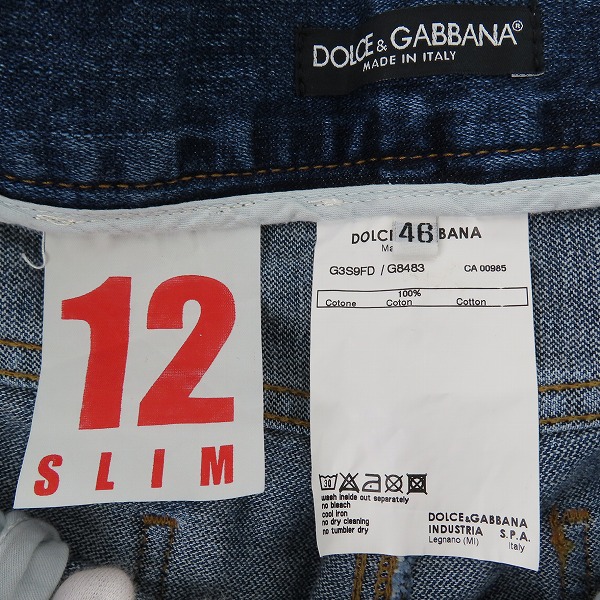 DOLCE & GABBANA®
MADE IN ITALY
12
SLIM
46
DOLCE BANA
G3S9FD / G8483 CA 00985
100%
Cotone Coton Cotton
30
wash inside out separately
no bleach
cool iron
no dry cleaning
no tumbler dry
DOLCE&GABBANA
INDUSTRIA S.P.A.
Legnano (MI) Italy